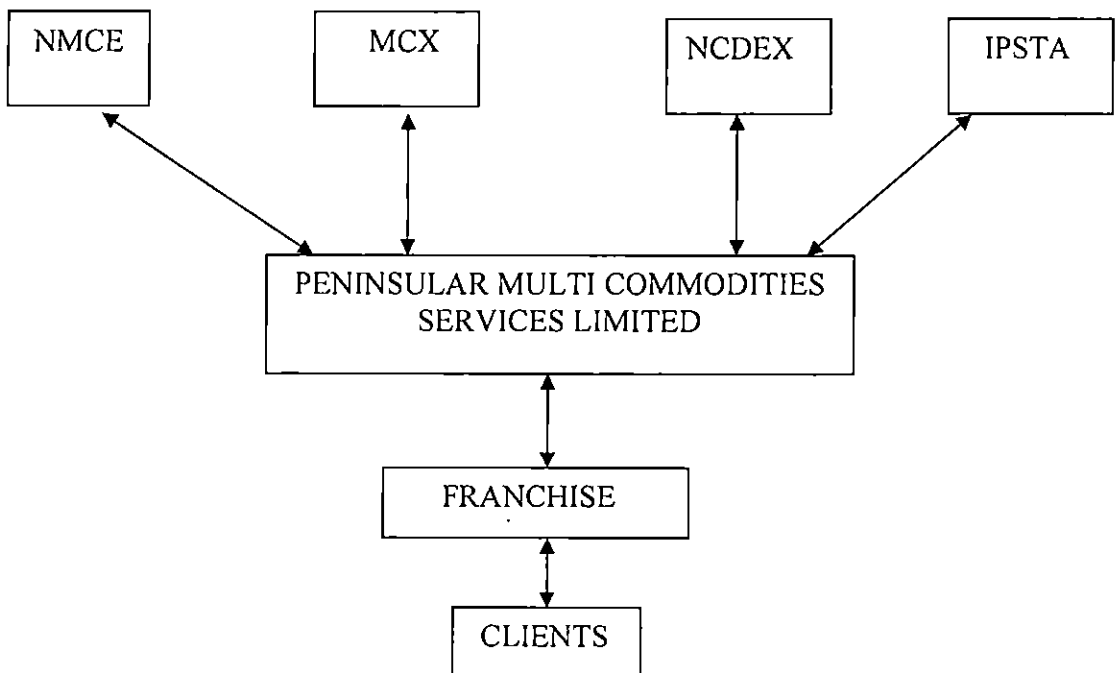 NMCE
MCX
NCDEX
IPSTA
PENINSULAR MULTI COMMODITIES
SERVICES LIMITED
FRANCHISE
CLIENTS